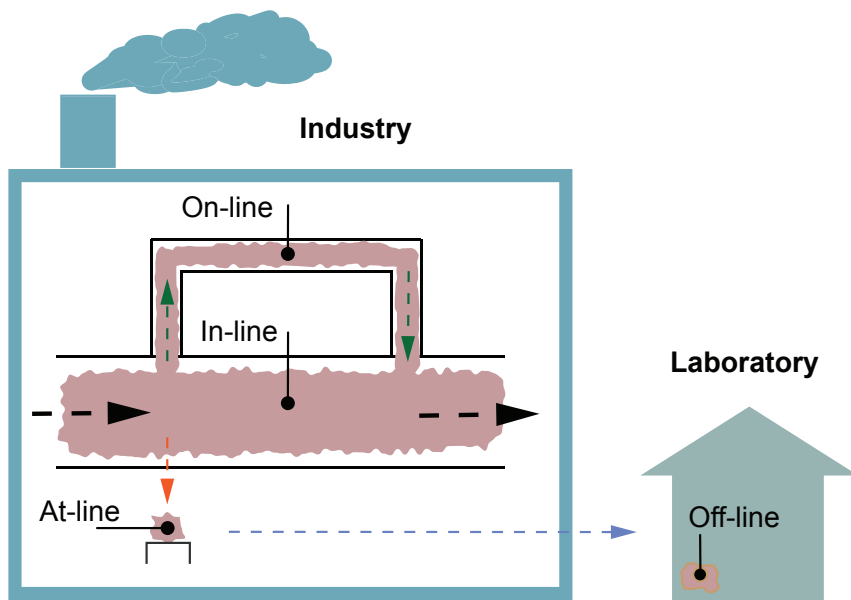 Industry
On-line
In-line
Laboratory
At-line
Off-line